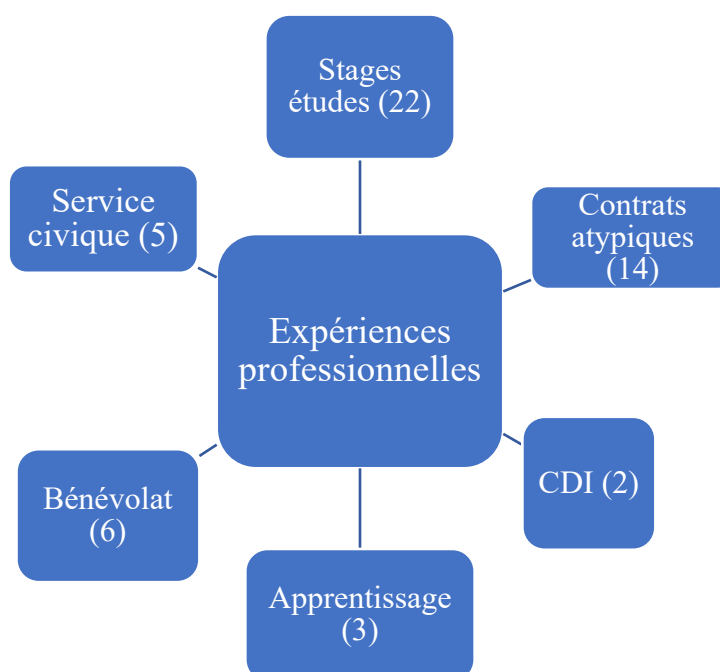 Stages
études (22)
Service
civique (5)
Contrats
atypiques
(14)
Expériences
professionnelles
CDI (2)
Bénévolat
(6)
Apprentissage
(3)